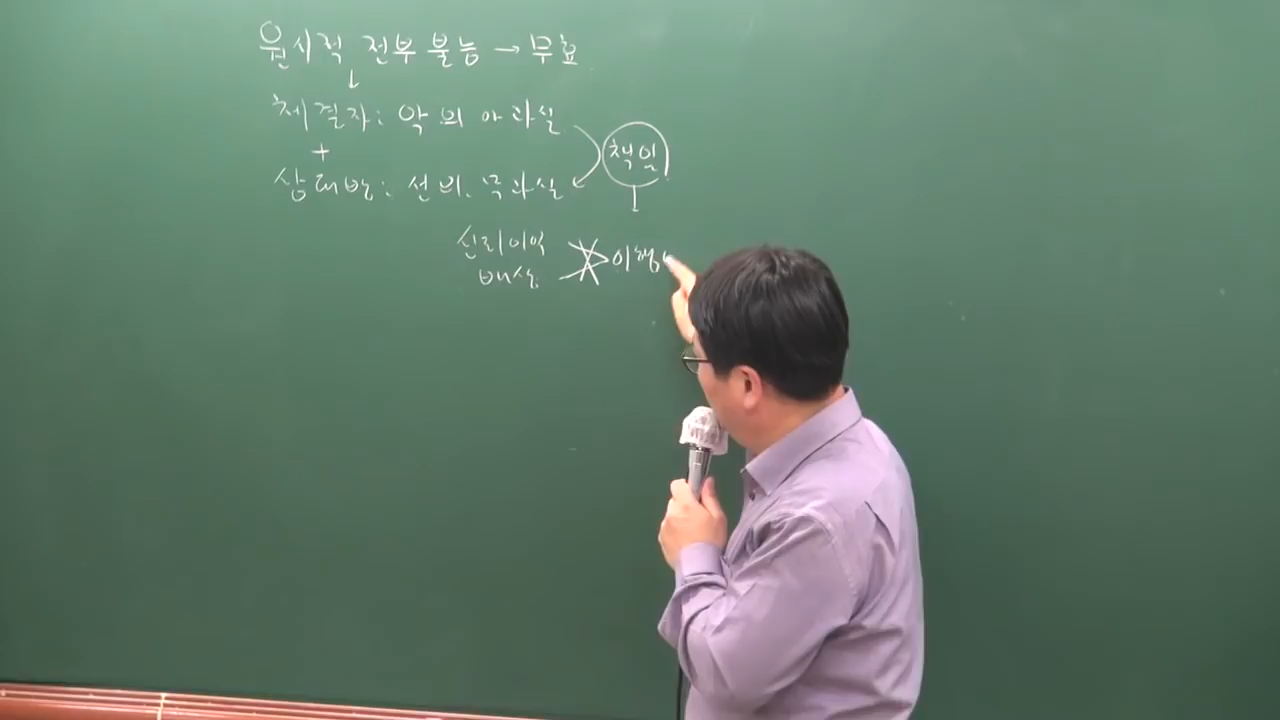 원시적 전부 불능 → 무효
↓
체결자: 악의 or 과실
+
상대방: 선의. 무과실
책임
↓
신뢰이익 이행
배상